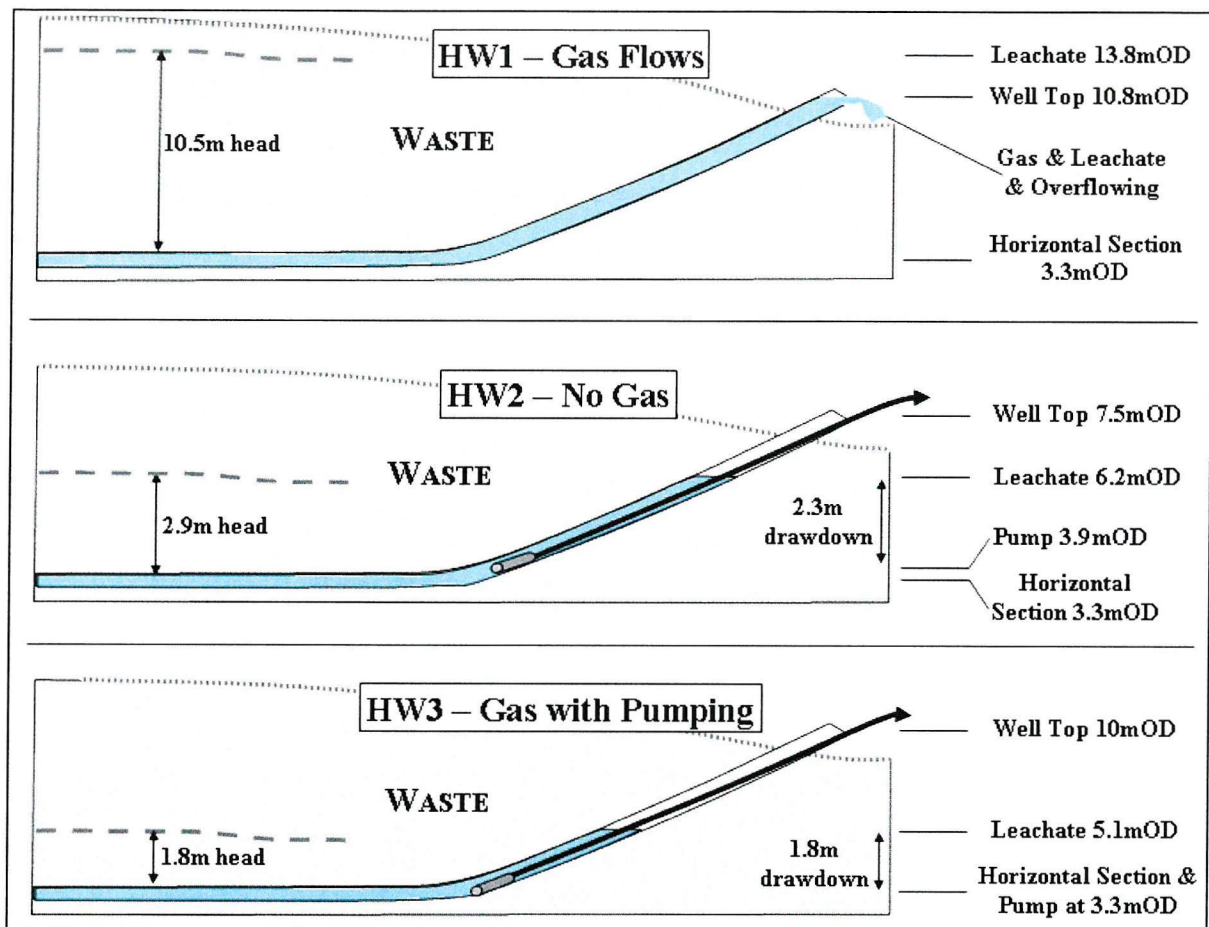 HW1 – Gas Flows
Leachate 13.8mOD
Well Top 10.8mOD
10.5m head
WASTE
Gas & Leachate
& Overflowing
Horizontal Section
3.3mOD
HW2 – No Gas
Well Top 7.5mOD
WASTE
Leachate 6.2mOD
2.9m head
2.3m
drawdown
Pump 3.9mOD
Horizontal
Section 3.3mOD
HW3 – Gas with Pumping
Well Top 10mOD
WASTE
Leachate 5.1mOD
1.8m head
1.8m
drawdown
Horizontal Section &
Pump at 3.3mOD